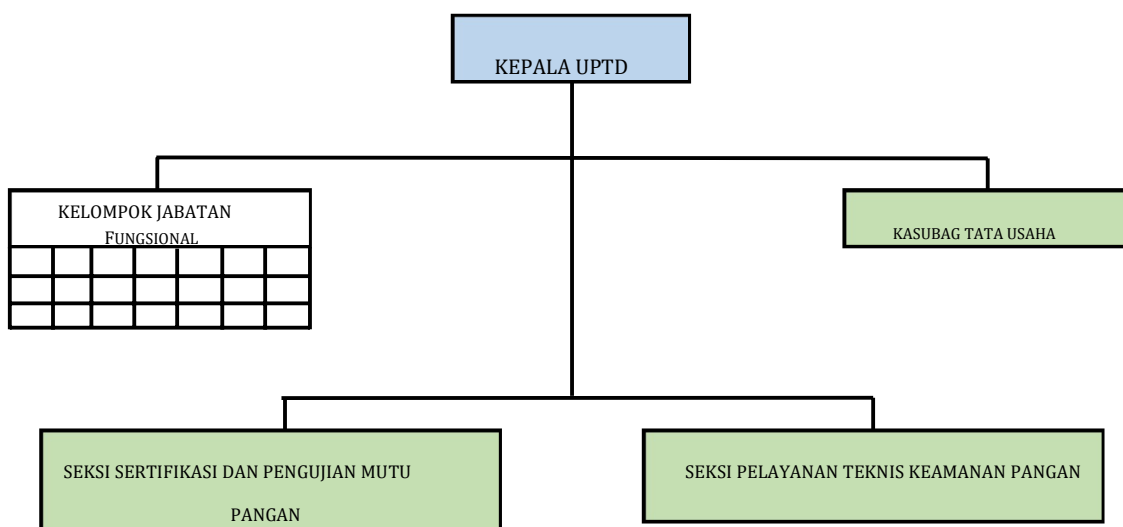 KEPALA UPTD
KELOMPOK JABATAN
FUNGSIONAL
KASUBAG TATA USAHA
SEKSI SERTIFIKASI DAN PENGUJIAN MUTU
PANGAN
SEKSI PELAYANAN TEKNIS KEAMANAN PANGAN